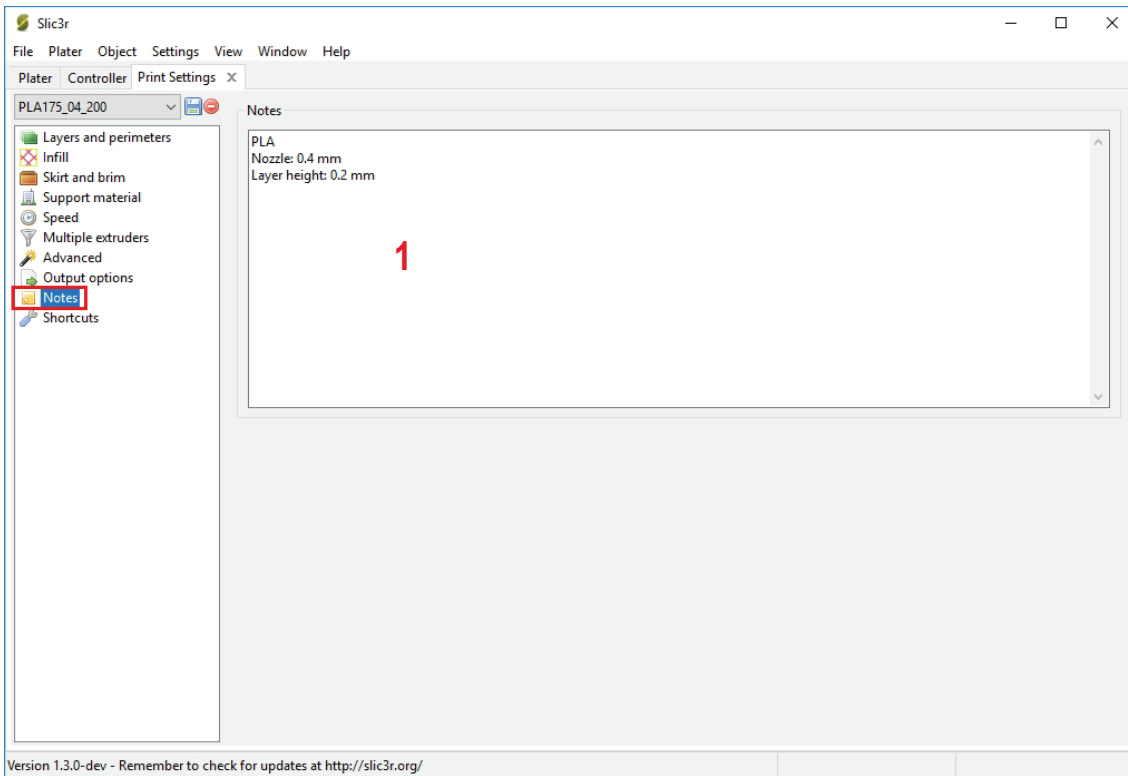 Slic3r
File Plater Object Settings View Window Help
Plater Controller Print Settings X
PLA175_04_200
Layers and perimeters
Infill
Skirt and brim
Support material
Speed
Multiple extruders
Advanced
Output options
Notes
Shortcuts
Notes
PLA
Nozzle: 0.4 mm
Layer height: 0.2 mm
1
Version 1.3.0-dev - Remember to check for updates at http://slic3r.org/